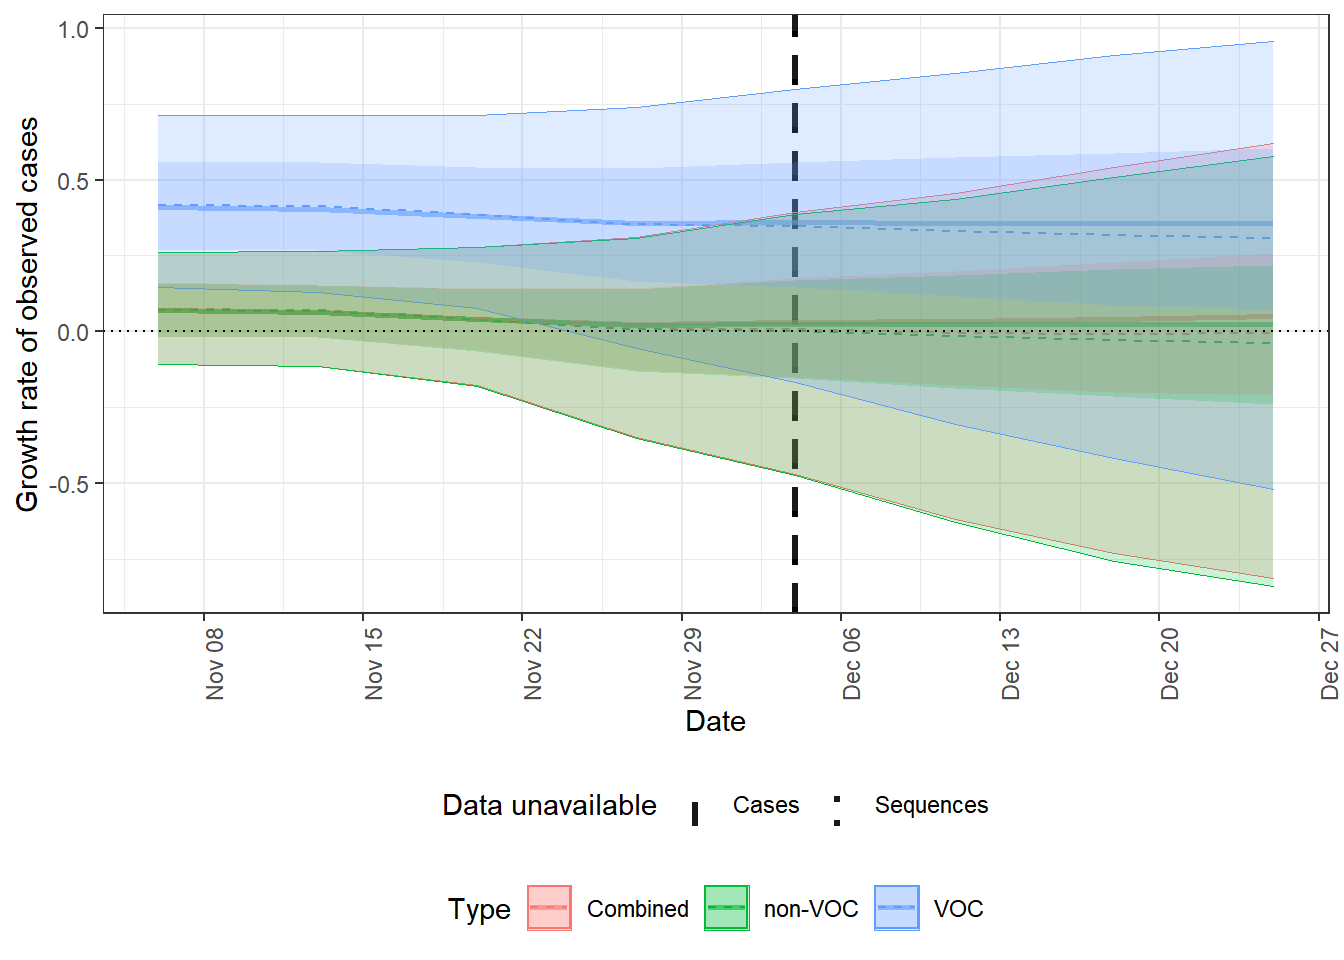 Growth rate of observed cases
1.0
0.5
0.0
-0.5
Nov 08
Nov 15
Nov 22
Nov 29
Dec 06
Dec 13
Dec 20
Dec 27
Date
Data unavailable Cases Sequences
Type Combined non-VOC VOC